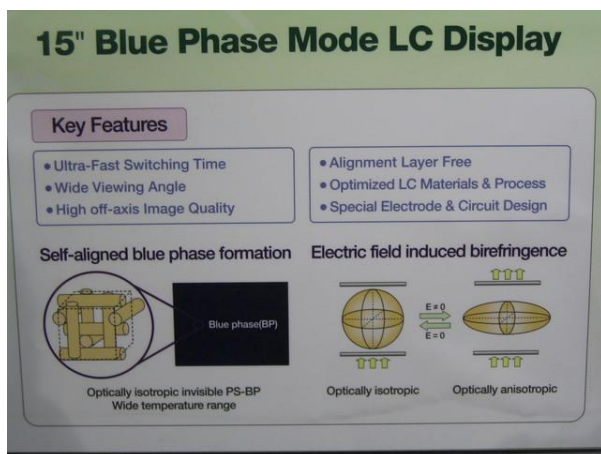 15" Blue Phase Mode LC Display
Key Features
• Ultra-Fast Switching Time
• Wide Viewing Angle
• High off-axis Image Quality
• Alignment Layer Free
• Optimized LC Materials & Process
• Special Electrode & Circuit Design
Self-aligned blue phase formation
Blue phase(BP)
Optically isotropic invisible PS-BP
Wide temperature range
Electric field induced birefringence
E ≠ 0
E = 0
Optically isotropic
Optically anisotropic